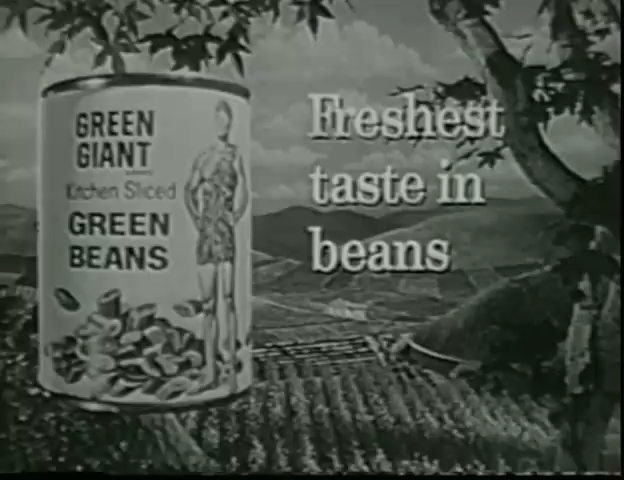 GREEN
GIANT
Kitchen Sliced
GREEN
BEANS
Freshest
taste in
beans